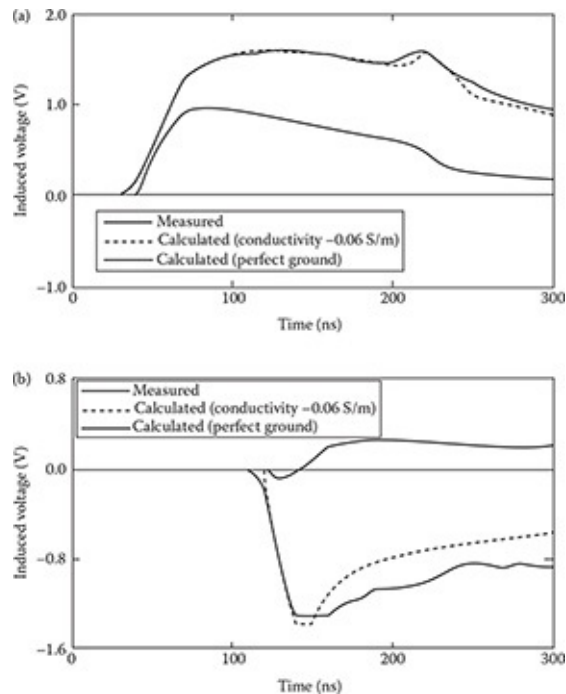 (a)
2.0
1.0
0.0
−1.0
Induced voltage (V)
Measured
Calculated (conductivity −0.06 S/m)
Calculated (perfect ground)
0
100
200
300
Time (ns)
(b)
0.8
0.0
−0.8
−1.6
Induced voltage (V)
Measured
Calculated (conductivity −0.06 S/m)
Calculated (perfect ground)
0
100
200
300
Time (ns)